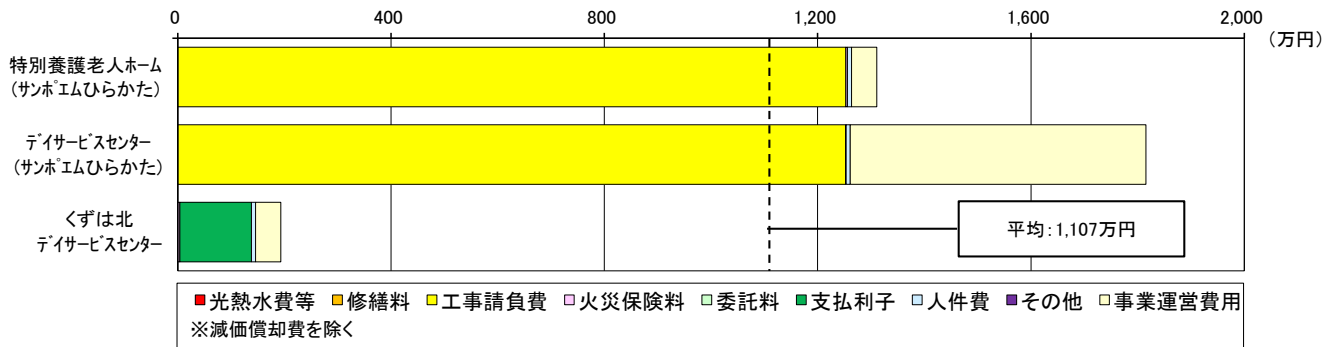 0 400 800 1,200 1,600 2,000
(万円)
特別養護老人ホーム
(サンポエムひらかた)
デイサービスセンター
(サンポエムひらかた)
くずは北
デイサービスセンター
平均:1,107万円
■光熱水費等 ■修繕料 ■工事請負費 ■火災保険料 ■委託料 ■支払利子 ■人件費 ■その他 ■事業運営費用
※減価償却費を除く